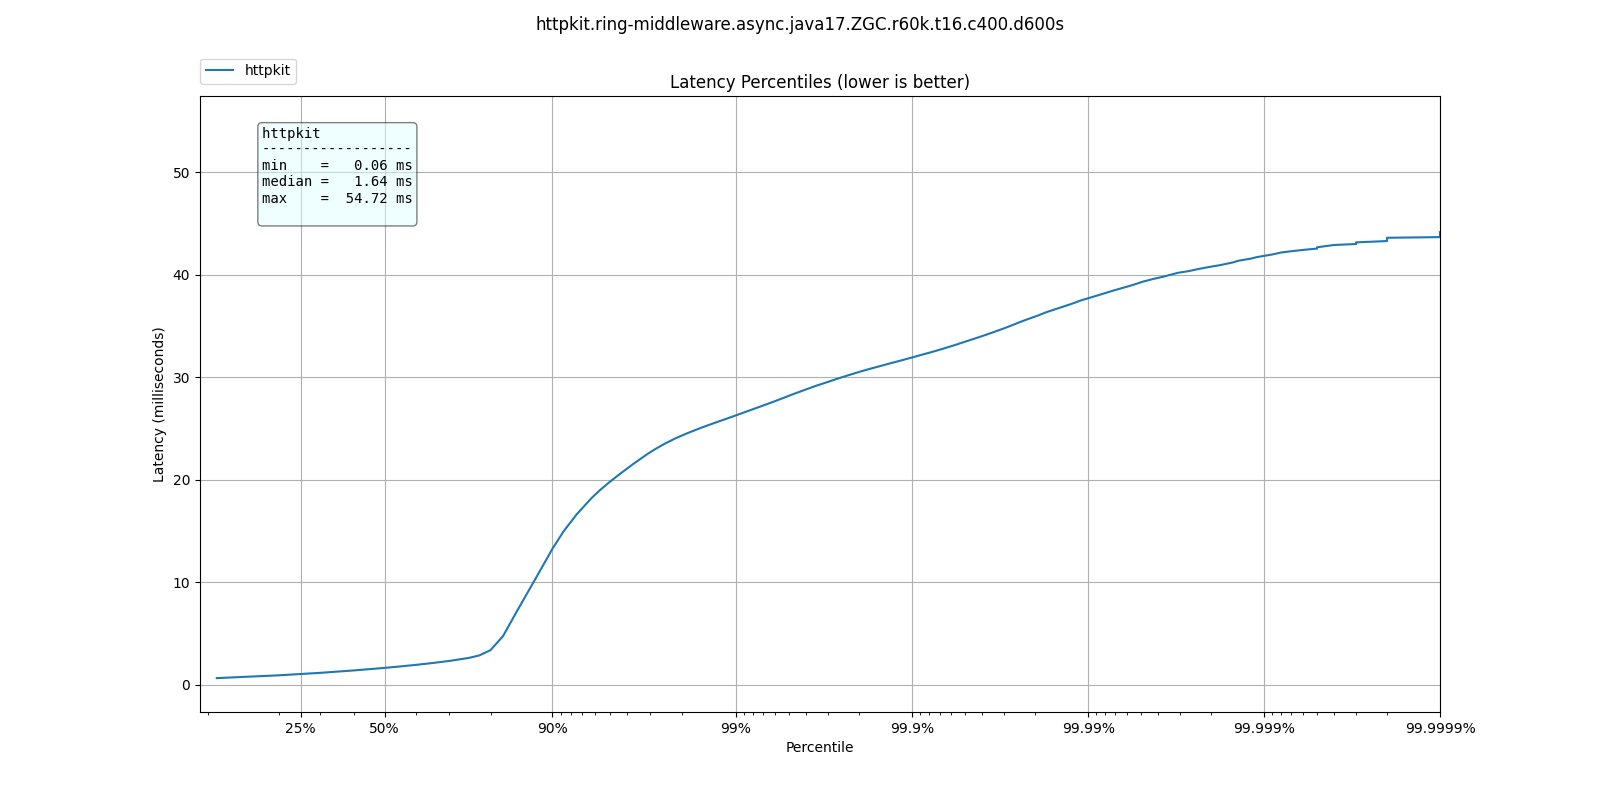 httpkit.ring-middleware.async.java17.ZGC.r60k.t16.c400.d600s
httpkit
Latency Percentiles (lower is better)
httpkit
------------------
min    =   0.06 ms
median =   1.64 ms
max    =  54.72 ms
50
40
30
20
10
0
Latency (milliseconds)
25% 50% 90% 99% 99.9% 99.99% 99.999% 99.9999%
Percentile